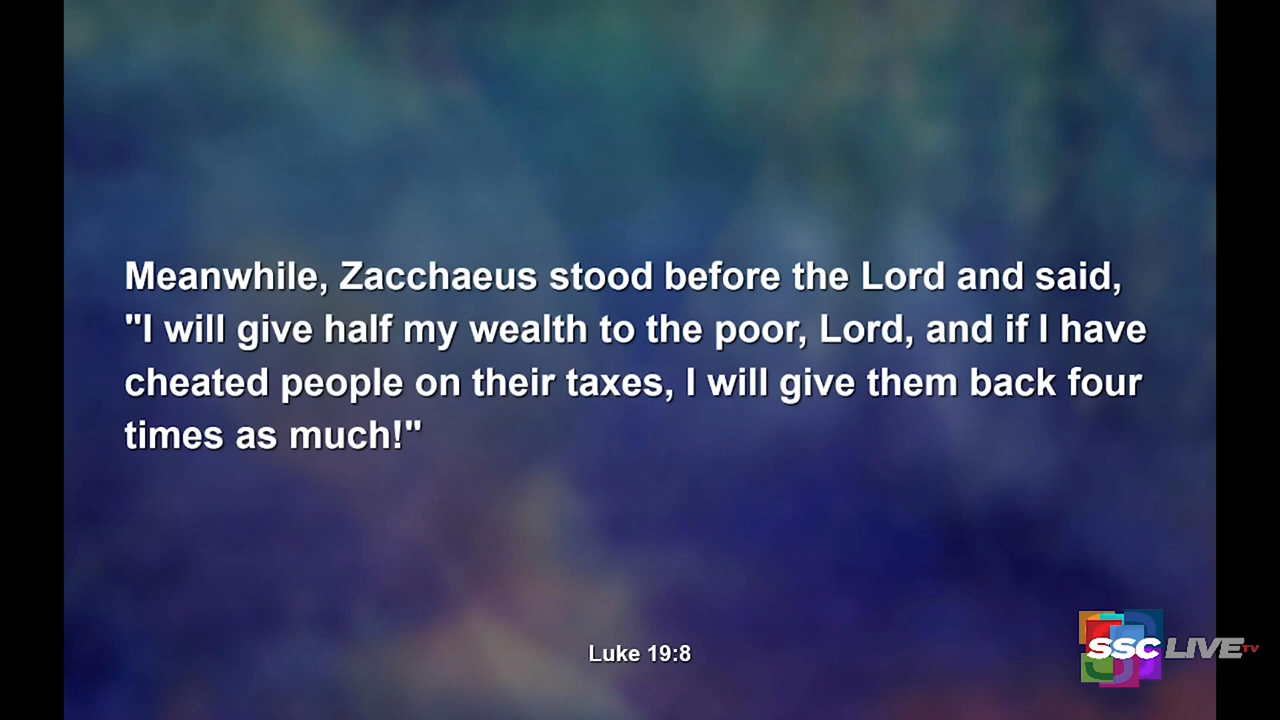 Meanwhile, Zacchaeus stood before the Lord and said,
"I will give half my wealth to the poor, Lord, and if I have
cheated people on their taxes, I will give them back four
times as much!"
Luke 19:8
SSC LIVE TV